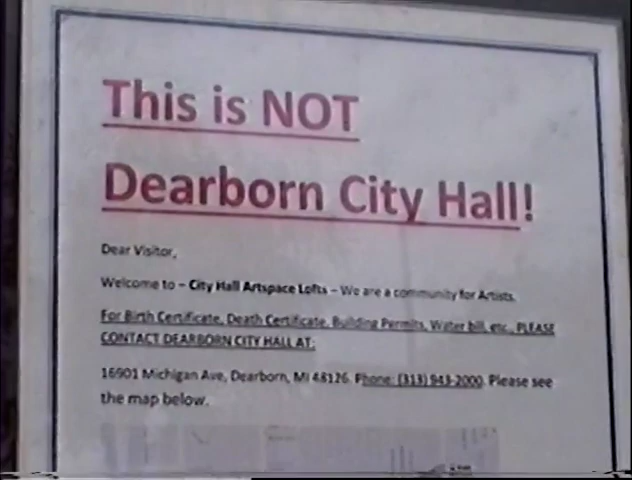 This is NOT
Dearborn City Hall!
Dear Visitor,
Welcome to – City Hall Artspace Lofts – We are a community for Artists.
For Birth Certificate, Death Certificate, Building Permits, Water bill, etc., PLEASE
CONTACT DEARBORN CITY HALL AT:
16901 Michigan Ave, Dearborn, MI 48126. Phone: (313) 943-2000. Please see
the map below.